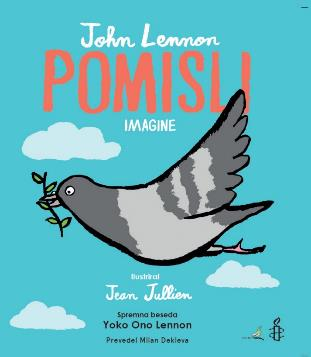 John Lennon
POMISLI
IMAGINE
Ilustriral
Jean Jullien
Spremna beseda
Yoko Ono Lennon
Prevedel Milan Dekleva